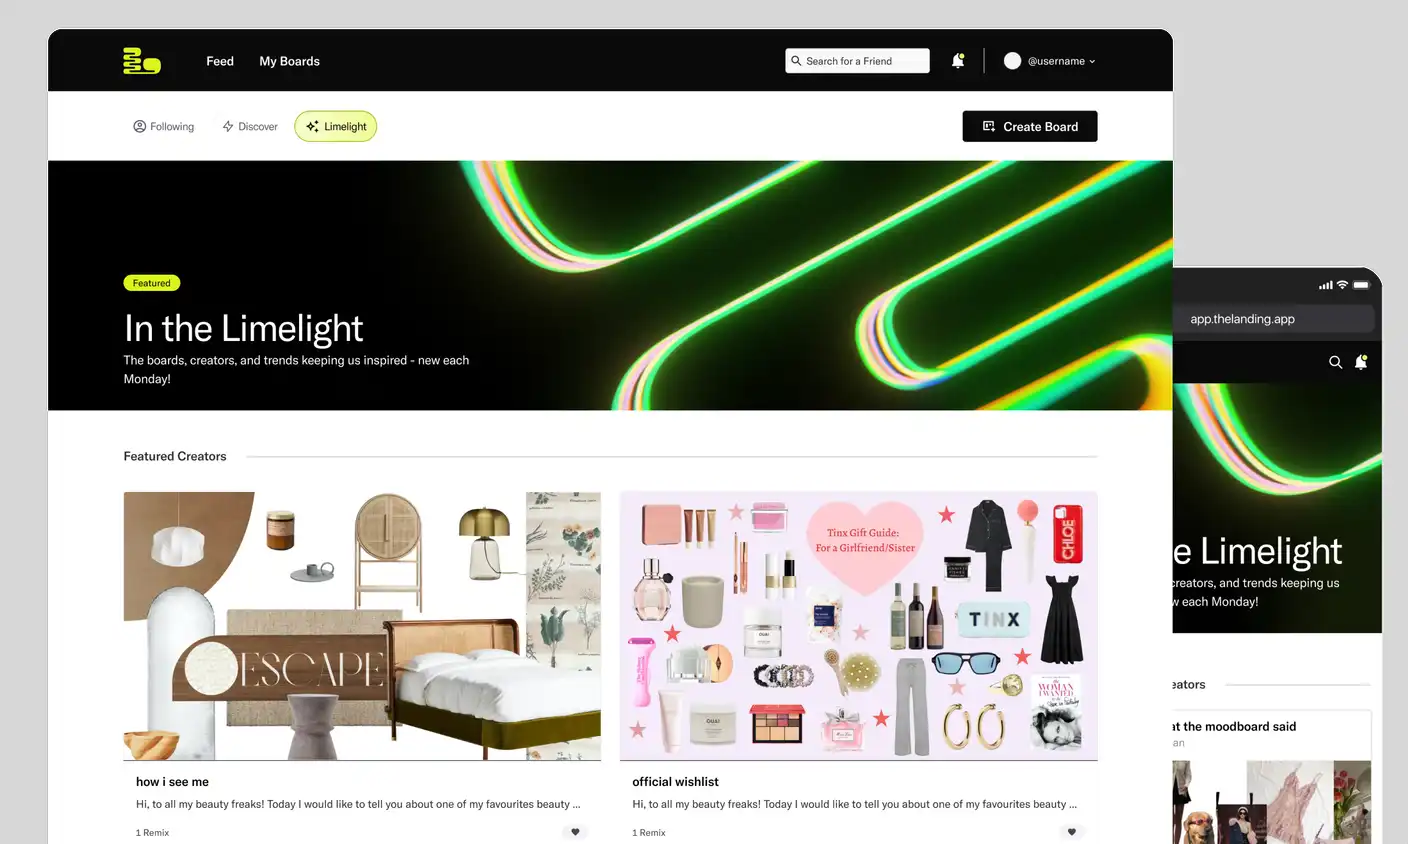 Feed
My Boards
Search for a Friend
@username
Following
Discover
Limelight
Create Board
Featured
In the Limelight
The boards, creators, and trends keeping us inspired - new each
Monday!
Featured Creators
ESCAPE
Tinx Gift Guide:
For a Girlfriend/Sister
CHLOE
TINX
OUAI
OUAI
THE
WOMAN
I WANTED
how i see me
Hi, to all my beauty freaks! Today I would like to tell you about one of my favourites beauty ...
1 Remix
official wishlist
Hi, to all my beauty freaks! Today I would like to tell you about one of my favourites beauty ...
1 Remix
app.thelanding.app
e Limelight
creators, and trends keeping us
w each Monday!
eators
at the moodboard said
an